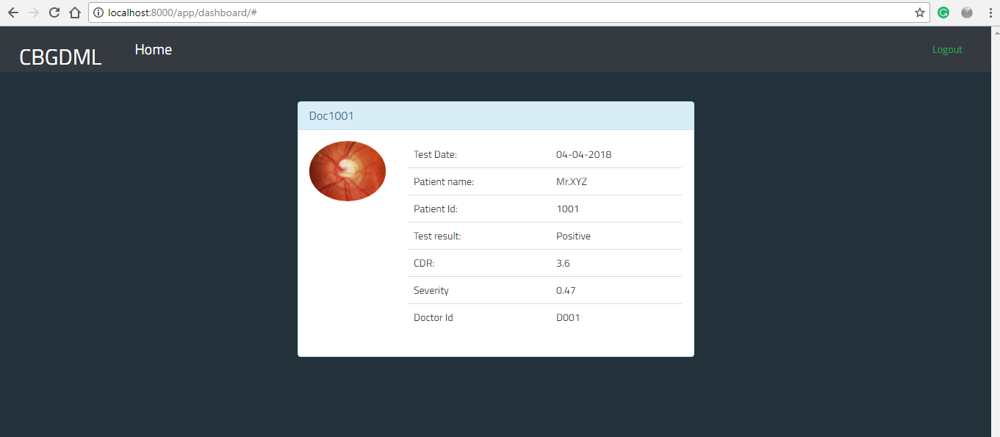 localhost:8000/app/dashboard/#
CBGDML Home Logout
Doc1001
Test Date: 04-04-2018
Patient name: Mr.XYZ
Patient Id: 1001
Test result: Positive
CDR: 3.6
Severity 0.47
Doctor Id D001